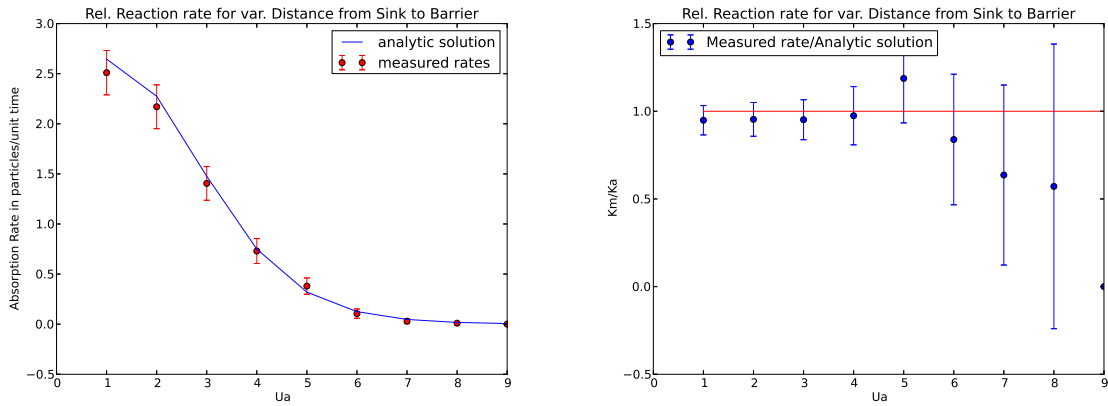 Rel. Reaction rate for var. Distance from Sink to Barrier
3.0
2.5
2.0
1.5
1.0
0.5
0.0
−0.5
0 1 2 3 4 5 6 7 8 9
Ua
Absorption Rate in particles/unit time
analytic solution
measured rates
Rel. Reaction rate for var. Distance from Sink to Barrier
1.5
1.0
0.5
0.0
−0.5
0 1 2 3 4 5 6 7 8 9
Ua
Km/Ka
Measured rate/Analytic solution